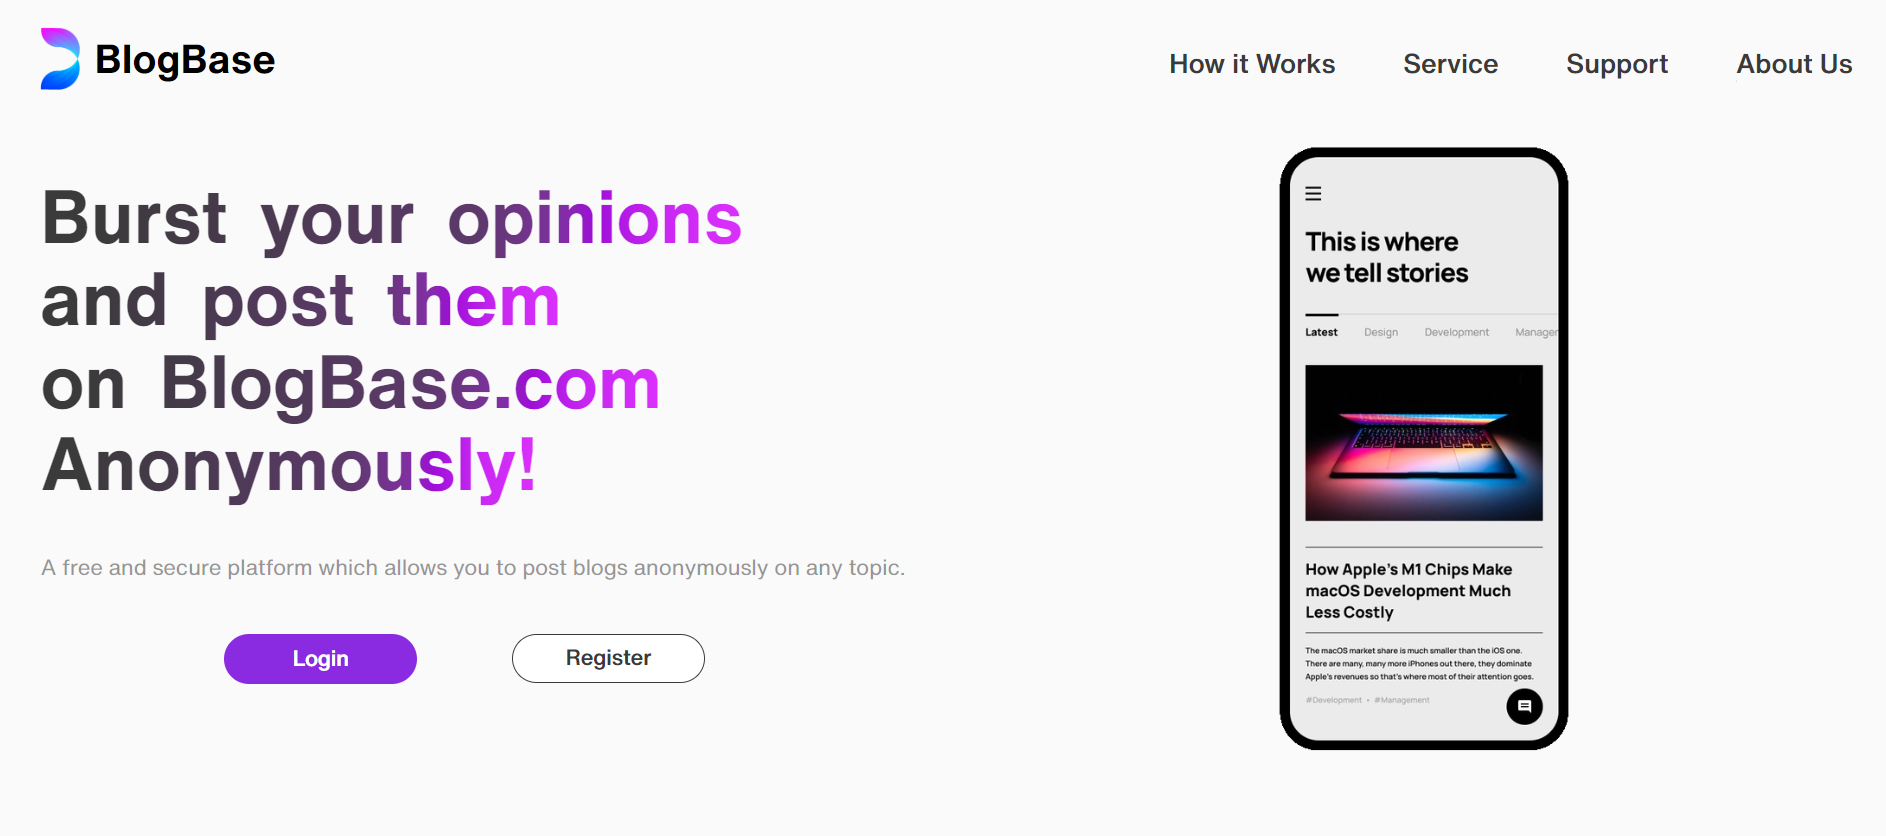 BlogBase
How it Works
Service
Support
About Us
Burst your opinions
and post them
on BlogBase.com
Anonymously!
A free and secure platform which allows you to post blogs anonymously on any topic.
Login
Register
This is where
we tell stories
Latest
Design
Development
Manager
How Apple's M1 Chips Make
macOS Development Much
Less Costly
The macOS market share is much smaller than the iOS one.
There are many, many more iPhones out there, they dominate
Apple's revenues so that's where most of their attention goes.
#Development • #Management